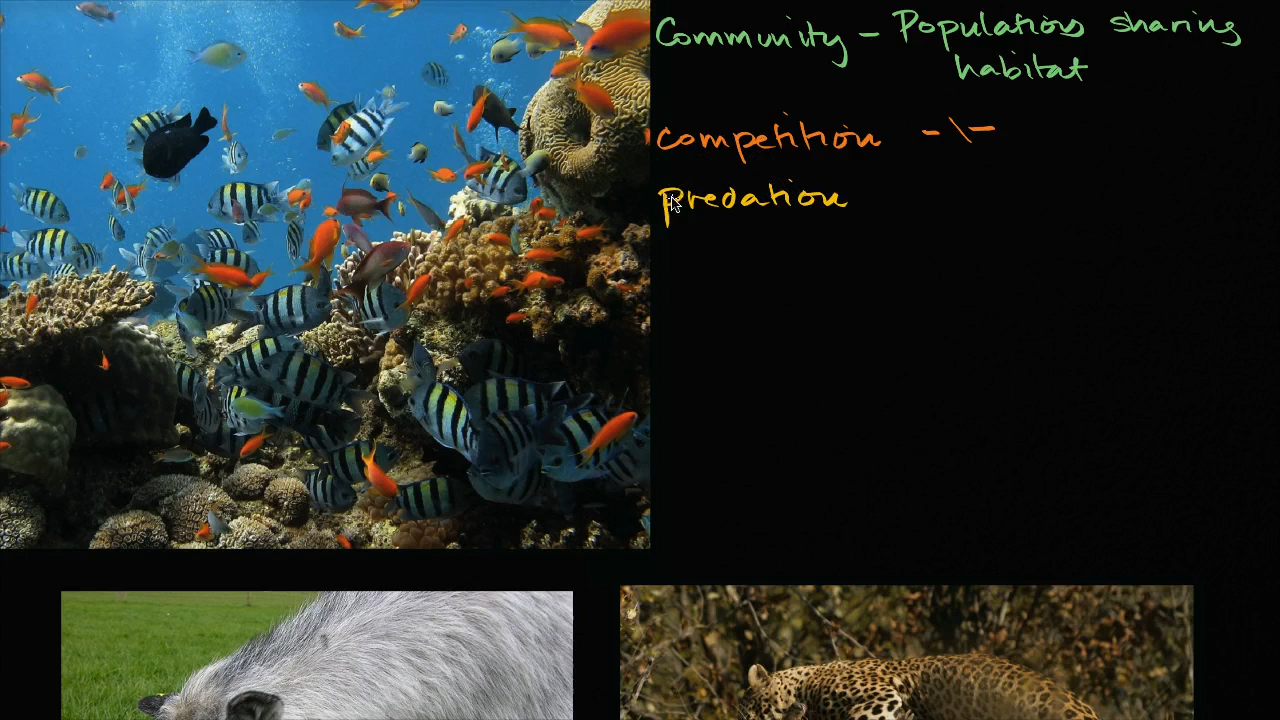 Community - Populations sharing
habitat
competition -\-
predation